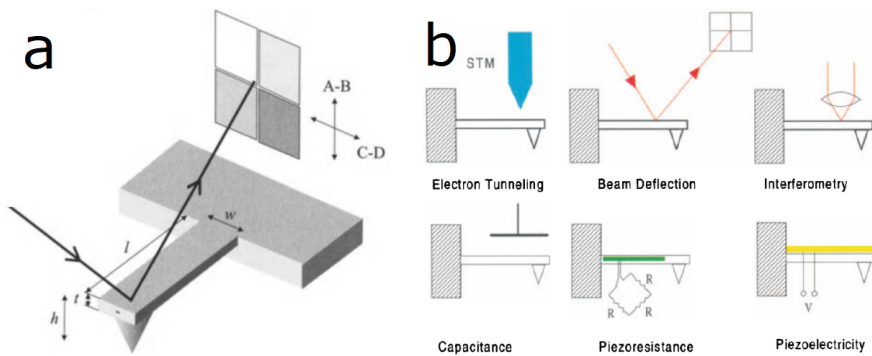 a
A-B
C-D
w
l
t
h
b
STM
Electron Tunneling
Beam Deflection
Interferometry
R
R
R
V
Capacitance
Piezoresistance
Piezoelectricity